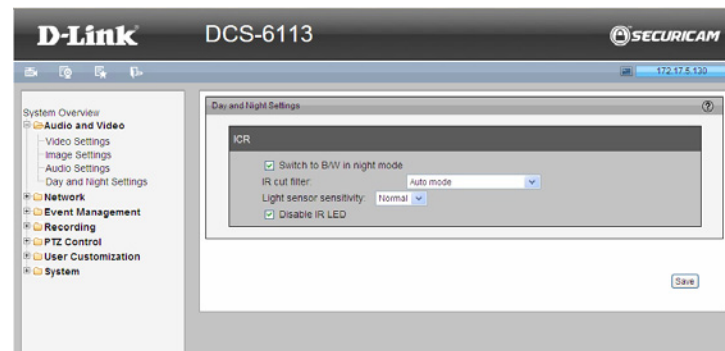 D-Link
DCS-6113
SECURICAM
172.17.5.130
System Overview
Audio and Video
Video Settings
Image Settings
Audio Settings
Day and Night Settings
Network
Event Management
Recording
PTZ Control
User Customization
System
Day and Night Settings
ICR
Switch to B/W in night mode
IR cut filter: Auto mode
Light sensor sensitivity: Normal
Disable IR LED
Save